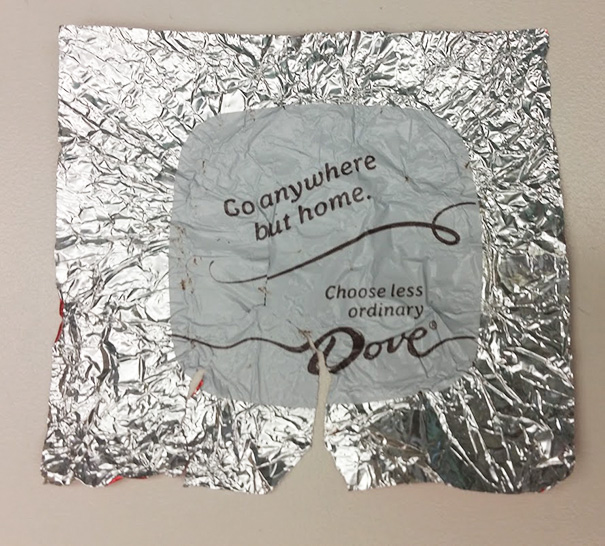 Go anywhere
but home.
Choose less
ordinary
Dove®